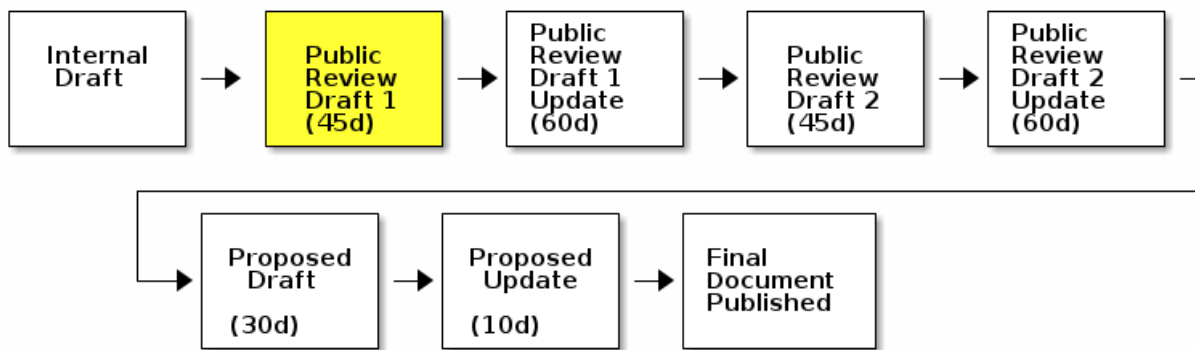 Internal
Draft
Public
Review
Draft 1
(45d)
Public
Review
Draft 1
Update
(60d)
Public
Review
Draft 2
(45d)
Public
Review
Draft 2
Update
(60d)
Proposed
Draft
(30d)
Proposed
Update
(10d)
Final
Document
Published